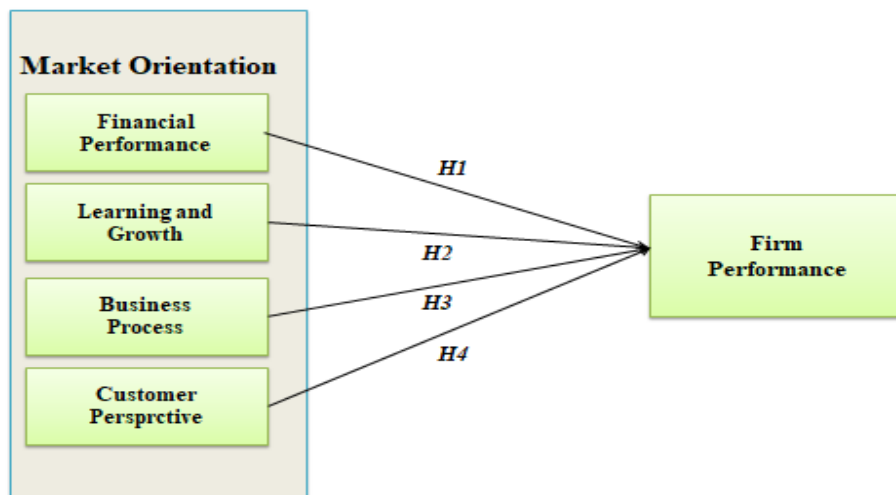 Market Orientation
Financial
Performance
H1
Learning and
Growth
H2
Firm
Performance
Business
Process
H3
H4
Customer
Persprctive